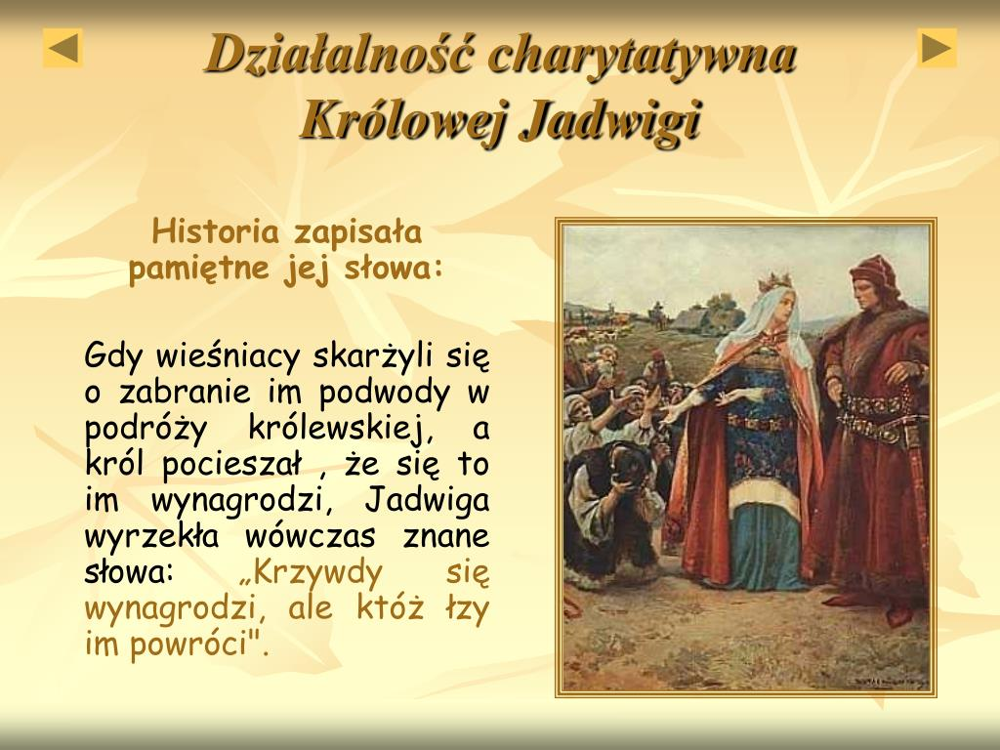 Działalność charytatywna
Królowej Jadwigi
Historia zapisała
pamiętne jej słowa:
Gdy wieśniacy skarżyli się
o zabranie im podwody w
podróży królewskiej, a
król pocieszał , że się to
im wynagrodzi, Jadwiga
wyrzekła wówczas znane
słowa: „Krzywdy się
wynagrodzi, ale któż łzy
im powróci".